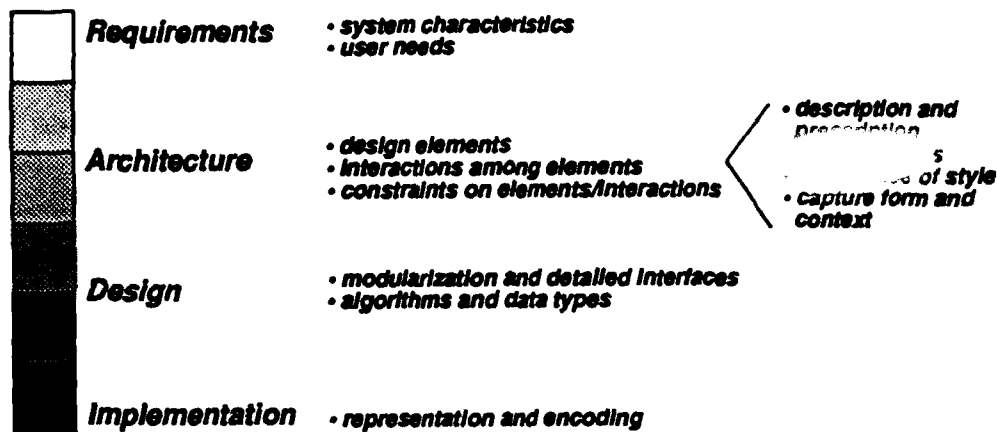 Requirements
• system characteristics
• user needs
Architecture
• design elements
• interactions among elements
• constraints on elements/interactions
• description and
prescription
of style
• capture form and
context
Design
• modularization and detailed interfaces
• algorithms and data types
Implementation
• representation and encoding